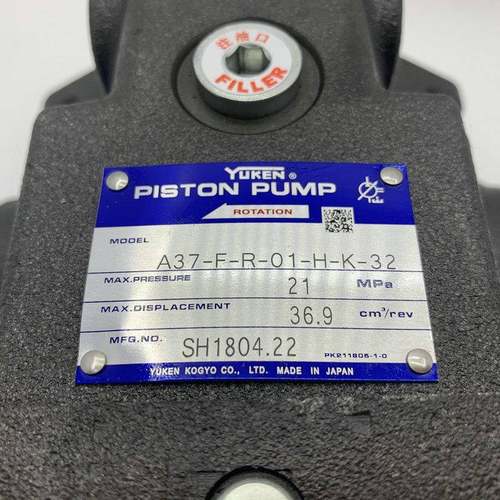 注油口
FILLER
YUKEN®
PISTON PUMP
ROTATION
MODEL A37-F-R-01-H-K-32
MAX.PRESSURE 21 MPa
MAX.DISPLACEMENT 36.9 cm³/rev
MFG.NO. SH1804.22 PK211806-1-0
YUKEN KOGYO CO., LTD. MADE IN JAPAN